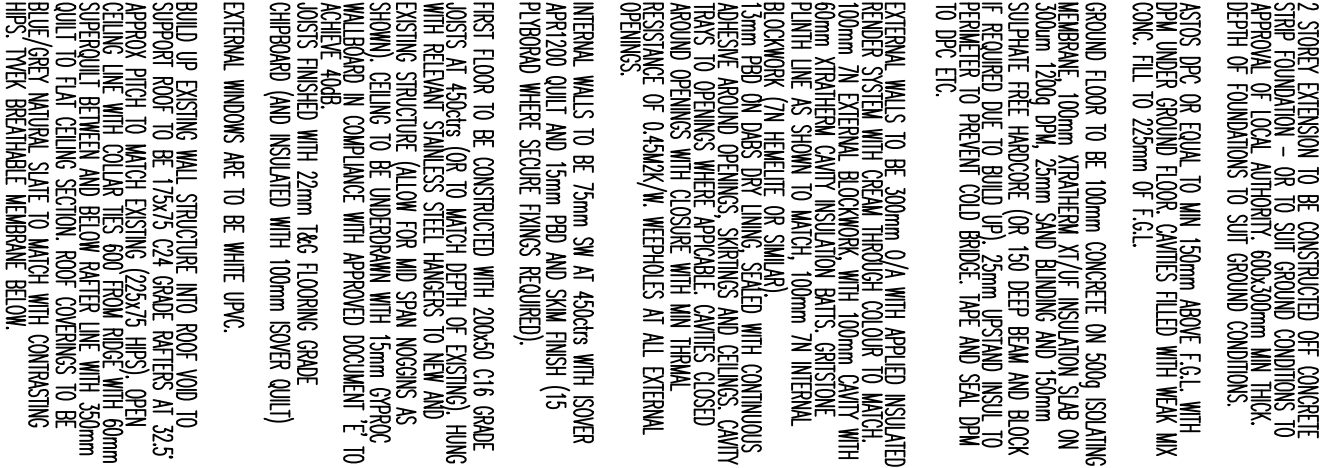 2 STOREY EXTENSION TO BE CONSTRUCTED OFF CONCRETE
STRIP FOUNDATION - OR TO SUIT GROUND CONDITIONS TO
APPROVAL OF LOCAL AUTHORITY. 600x300mm MIN THICK.
DEPTH OF FOUNDATIONS TO SUIT GROUND CONDITIONS.
ASTOS DPC OR EQUAL TO MIN 150mm ABOVE F.G.L. WITH
DPM UNDER GROUND FLOOR. CAVITIES FILLED WITH WEAK MIX
CONC. FILL TO 225mm OF F.G.L.
GROUND FLOOR TO BE 100mm CONCRETE ON 500g ISOLATING
MEMBRANE, 100mm XTRATHERM XT/UF INSULATION SLAB ON
300um 1200g DPM, 25mm SAND BLINDING AND 150mm
SULPHATE FREE HARDCORE (OR 150 DEEP BEAM AND BLOCK
IF REQUIRED DUE TO BUILD UP). 25mm UPSTAND INSUL TO
PERIMETER TO PREVENT COLD BRIDGE. TAPE AND SEAL DPM
TO DPC ETC.
EXTERNAL WALLS TO BE 300mm O/A WITH APPLIED INSULATED
RENDER SYSTEM WITH CREAM THROUGH COLOUR TO MATCH.
100mm 7N EXTERNAL BLOCKWORK, WITH 100mm CAVITY WITH
60mm XTRATHERM CAVITY INSULATION BATTS. GRITSTONE
PLINTH LINE AS SHOWN TO MATCH, 100mm 7N INTERNAL
BLOCKWORK (7N HEMELITE OR SIMILAR).
13mm PBD ON DABS DRY LINING. SEALED WITH CONTINUOUS
ADHESIVE AROUND OPENINGS, SKIRTINGS AND CEILINGS. CAVITY
TRAYS TO OPENINGS WHERE APPICABLE. CAVITIES CLOSED
AROUND OPENINGS WITH CLOSURE WITH MIN THRMAL
RESISTANCE OF 0.45M2K/W. WEEPHOLES AT ALL EXTERNAL
OPENINGS.
INTERNAL WALLS TO BE 75mm SW AT 450ctrs WITH ISOVER
APR1200 QUILT AND 15mm PBD AND SKIM FINISH (15
PLYBORAD WHERE SECURE FIXINGS REQUIRED).
FIRST FLOOR TO BE CONSTRUCTED WITH 200x50 C16 GRADE
JOISTS AT 450ctrs (OR TO MATCH DEPTH OF EXISTING). HUNG
WITH RELEVANT STAINLESS STEEL HANGERS TO NEW AND
EXISTING STRUCTURE (ALLOW FOR MID SPAN NOGGINS AS
SHOWN). CEILING TO BE UNDERDRAWN WITH 15mm GYPROC
WALLBOARD IN COMPLIANCE WITH APPROVED DOCUMENT 'E' TO
ACHIEVE 40dB.
JOISTS FINISHED WITH 22mm T&G FLOORING GRADE
CHIPBOARD (AND INSULATED WITH 100mm ISOVER QUILT)
EXTERNAL WINDOWS ARE TO BE WHITE UPVC.
BUILD UP EXISTING WALL STRUCTURE INTO ROOF VOID TO
SUPPORT ROOF TO BE 175x75 C24 GRADE RAFTERS AT 32.5°
APPROX PITCH TO MATCH EXISTING (225x75 HIPS). OPEN
CEILING LINE WITH COLLAR TIES 600 FROM RIDGE WITH 60mm
SUPERQUILT BETWEEN AND BELOW RAFTER LINE WITH 350mm
QUILT TO FLAT CEILING SECTION. ROOF COVERINGS TO BE
BLUE/GREY NATURAL SLATE TO MATCH WITH CONTRASTING
HIPS. TYVEK BREATHABLE MEMBRANE BELOW.